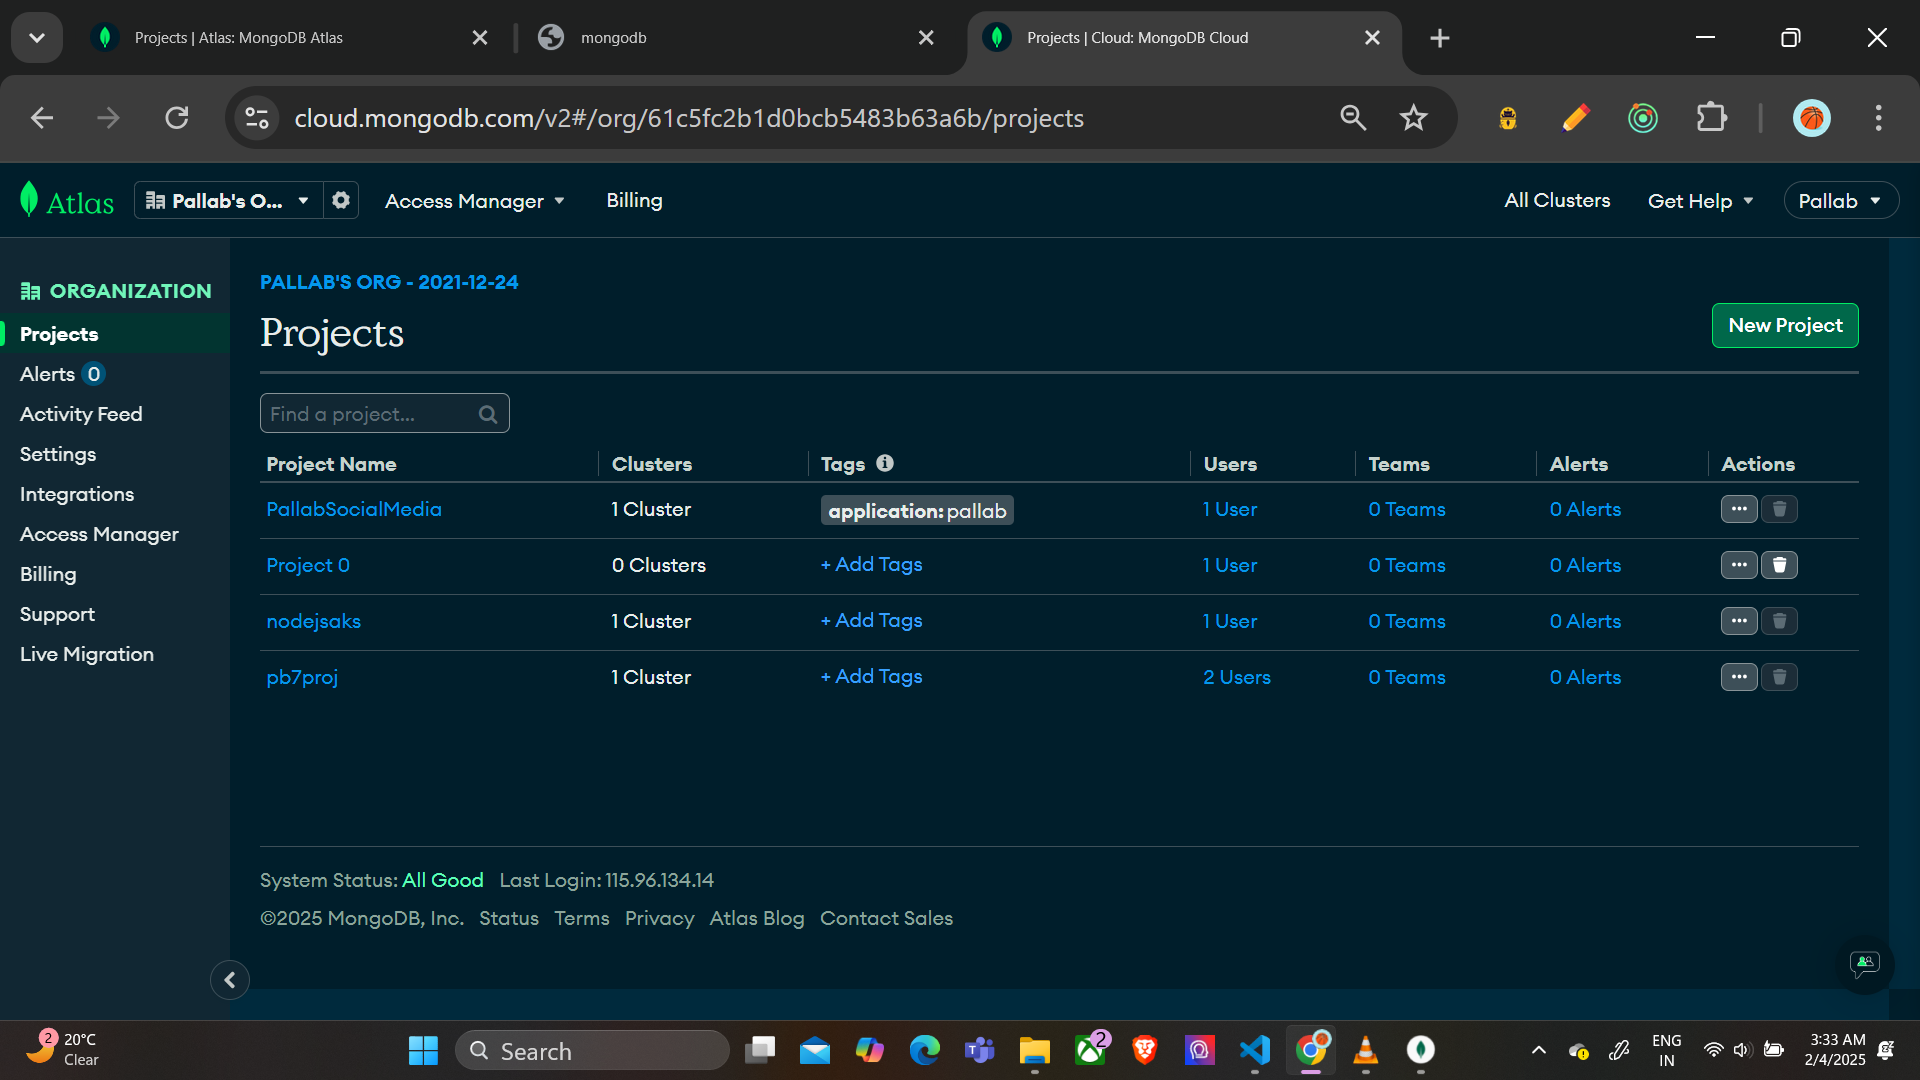 Projects | Atlas: MongoDB Atlas
mongodb
Projects | Cloud: MongoDB Cloud
cloud.mongodb.com/v2#/org/61c5fc2b1d0bcb5483b63a6b/projects
Atlas
Pallab's O...
Access Manager
Billing
All Clusters
Get Help
Pallab
ORGANIZATION
Projects
Alerts 0
Activity Feed
Settings
Integrations
Access Manager
Billing
Support
Live Migration
PALLAB'S ORG - 2021-12-24
Projects
New Project
Find a project...
Project Name Clusters Tags Users Teams Alerts Actions
PallabSocialMedia 1 Cluster application: pallab 1 User 0 Teams 0 Alerts
Project 0 0 Clusters + Add Tags 1 User 0 Teams 0 Alerts
nodejsaks 1 Cluster + Add Tags 1 User 0 Teams 0 Alerts
pb7proj 1 Cluster + Add Tags 2 Users 0 Teams 0 Alerts
System Status: All Good Last Login: 115.96.134.14
©2025 MongoDB, Inc. Status Terms Privacy Atlas Blog Contact Sales
2
20°C
Clear
Search
2
ENG
IN
3:33 AM
2/4/2025